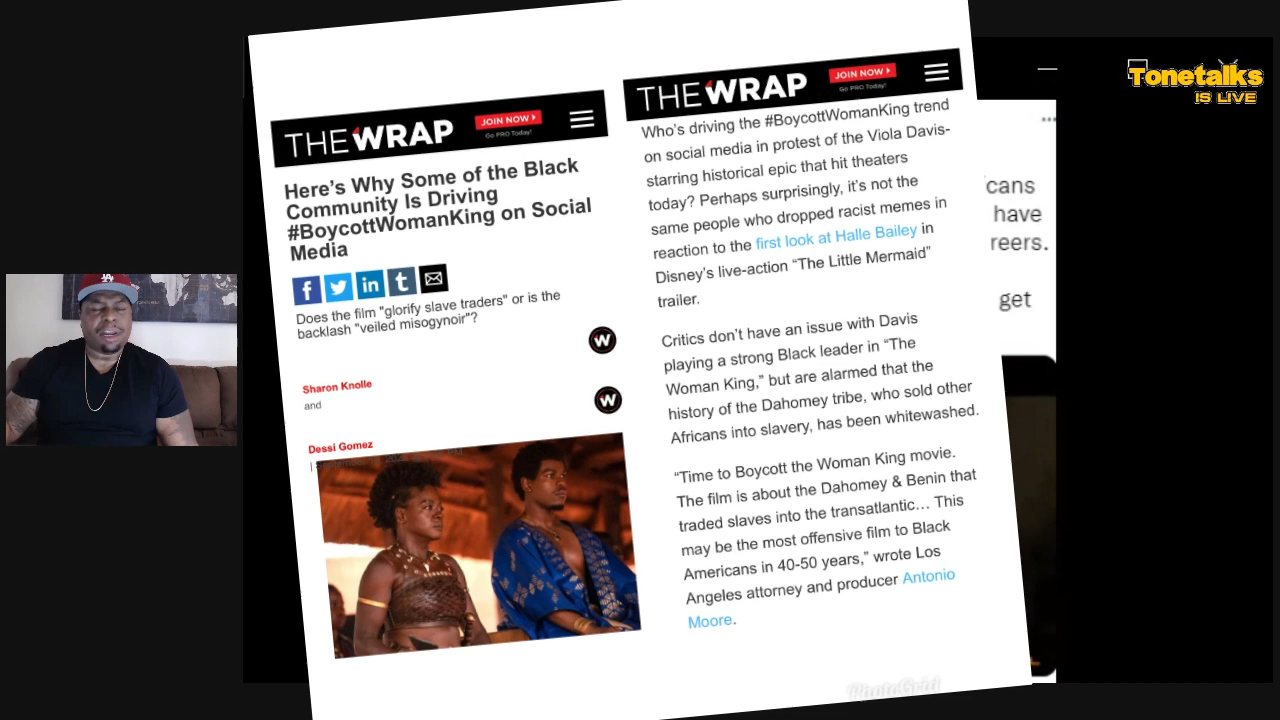 THE WRAP
JOIN NOW
Go PRO Today!
Here's Why Some of the Black
Community Is Driving
#BoycottWomanKing on Social
Media
Does the film "glorify slave traders" or is the
backlash "veiled misogynoir"?
W
Sharon Knolle
and
W
Dessi Gomez
THE WRAP
JOIN NOW
Go PRO Today!
Who's driving the #BoycottWomanKing trend
on social media in protest of the Viola Davis-
starring historical epic that hit theaters
today? Perhaps surprisingly, it's not the
same people who dropped racist memes in
reaction to the first look at Halle Bailey in
Disney's live-action “The Little Mermaid”
trailer.
Critics don't have an issue with Davis
playing a strong Black leader in “The
Woman King,” but are alarmed that the
history of the Dahomey tribe, who sold other
Africans into slavery, has been whitewashed.
“Time to Boycott the Woman King movie.
The film is about the Dahomey & Benin that
traded slaves into the transatlantic… This
may be the most offensive film to Black
Americans in 40-50 years,” wrote Los
Angeles attorney and producer Antonio
Moore.
PhotoGrid
Tonetalks
IS LIVE
cans
have
reers.
get
LA